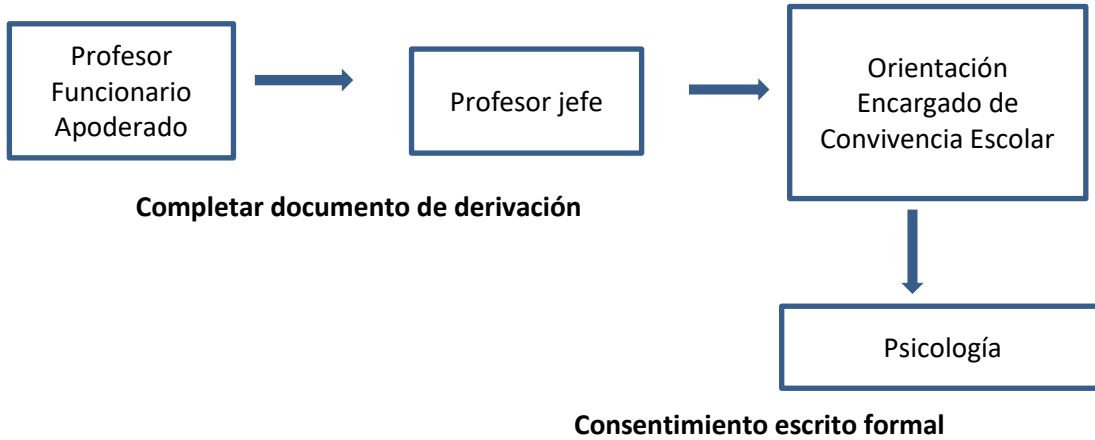 Profesor
Funcionario
Apoderado
Profesor jefe
Orientación
Encargado de
Convivencia Escolar
Completar documento de derivación
Psicología
Consentimiento escrito formal